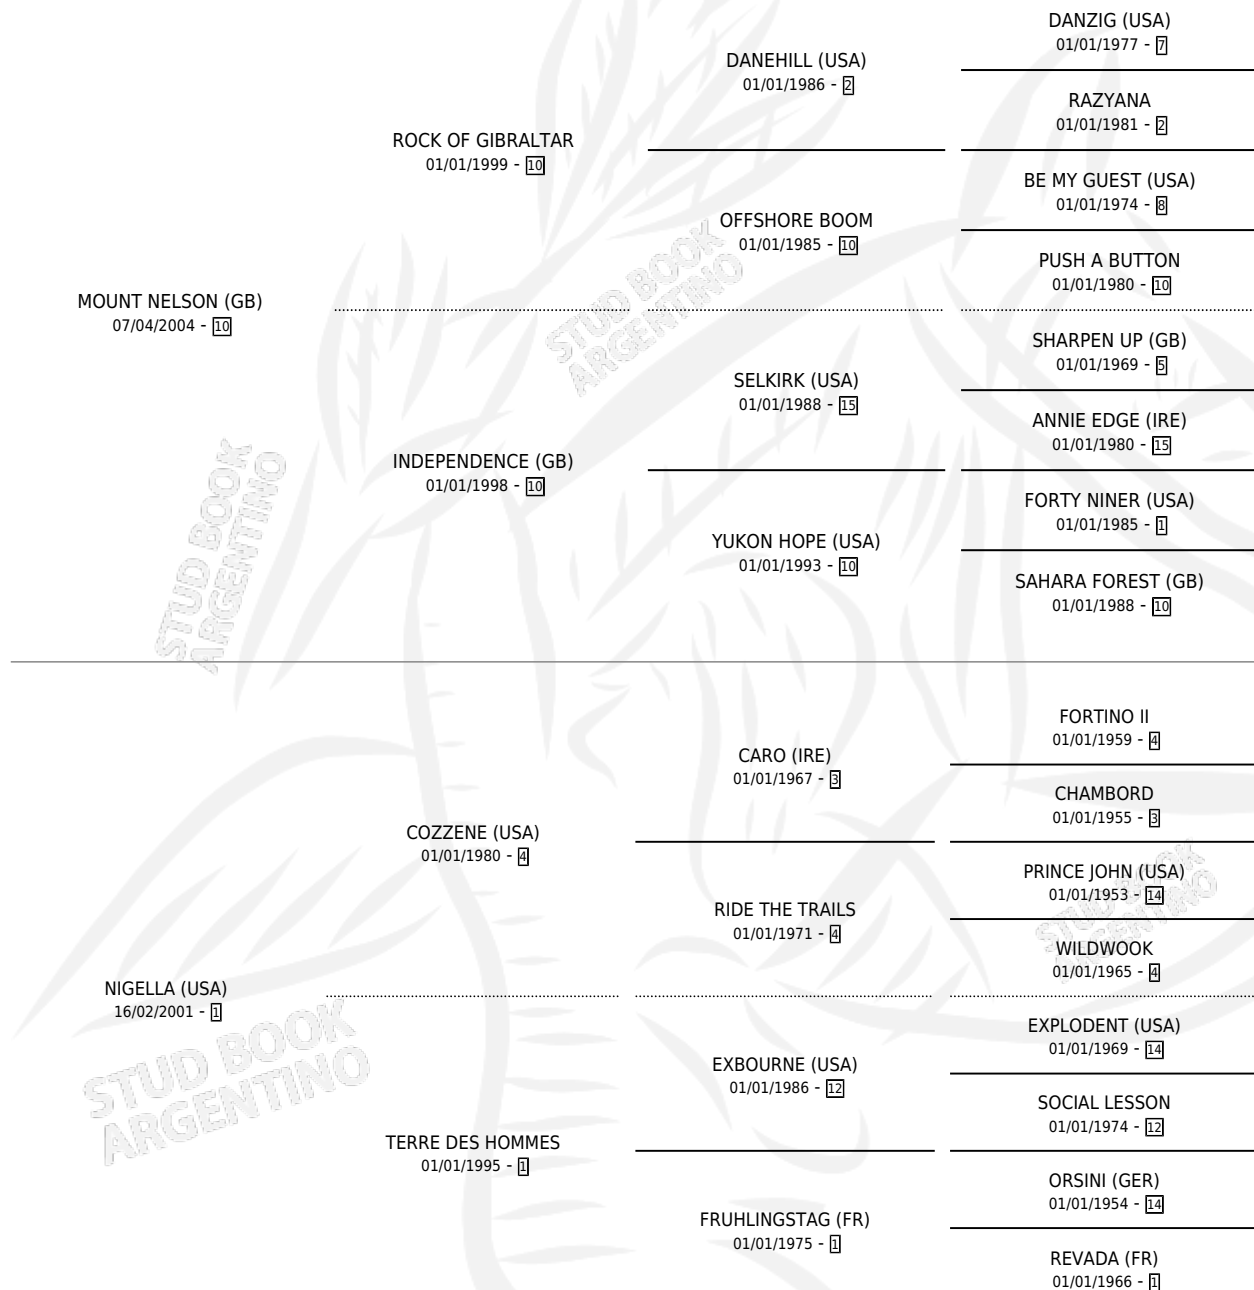 DANZIG (USA)
01/01/1977 - 7
DANEHILL (USA)
01/01/1986 - 2
RAZYANA
01/01/1981 - 2
ROCK OF GIBRALTAR
01/01/1999 - 10
BE MY GUEST (USA)
01/01/1974 - 8
OFFSHORE BOOM
01/01/1985 - 10
PUSH A BUTTON
01/01/1980 - 10
MOUNT NELSON (GB)
07/04/2004 - 10
STUD BOOK
ARGENTINO
SHARPEN UP (GB)
01/01/1969 - 5
SELKIRK (USA)
01/01/1988 - 15
ANNIE EDGE (IRE)
01/01/1980 - 15
INDEPENDENCE (GB)
01/01/1998 - 10
FORTY NINER (USA)
01/01/1985 - 1
YUKON HOPE (USA)
01/01/1993 - 10
SAHARA FOREST (GB)
01/01/1988 - 10
STUD BOOK
ARGENTINO
FORTINO II
01/01/1959 - 4
CARO (IRE)
01/01/1967 - 3
CHAMBORD
01/01/1955 - 3
COZZENE (USA)
01/01/1980 - 4
PRINCE JOHN (USA)
01/01/1953 - 14
RIDE THE TRAILS
01/01/1971 - 4
STUD BOOK
ARGENTINO
WILDWOOK
01/01/1965 - 4
NIGELLA (USA)
16/02/2001 - 1
EXPLODENT (USA)
01/01/1969 - 14
STUD BOOK
ARGENTINO
EXBOURNE (USA)
01/01/1986 - 12
SOCIAL LESSON
01/01/1974 - 12
TERRE DES HOMMES
01/01/1995 - 1
ORSINI (GER)
01/01/1954 - 14
FRUHLINGSTAG (FR)
01/01/1975 - 1
REVADA (FR)
01/01/1966 - 1